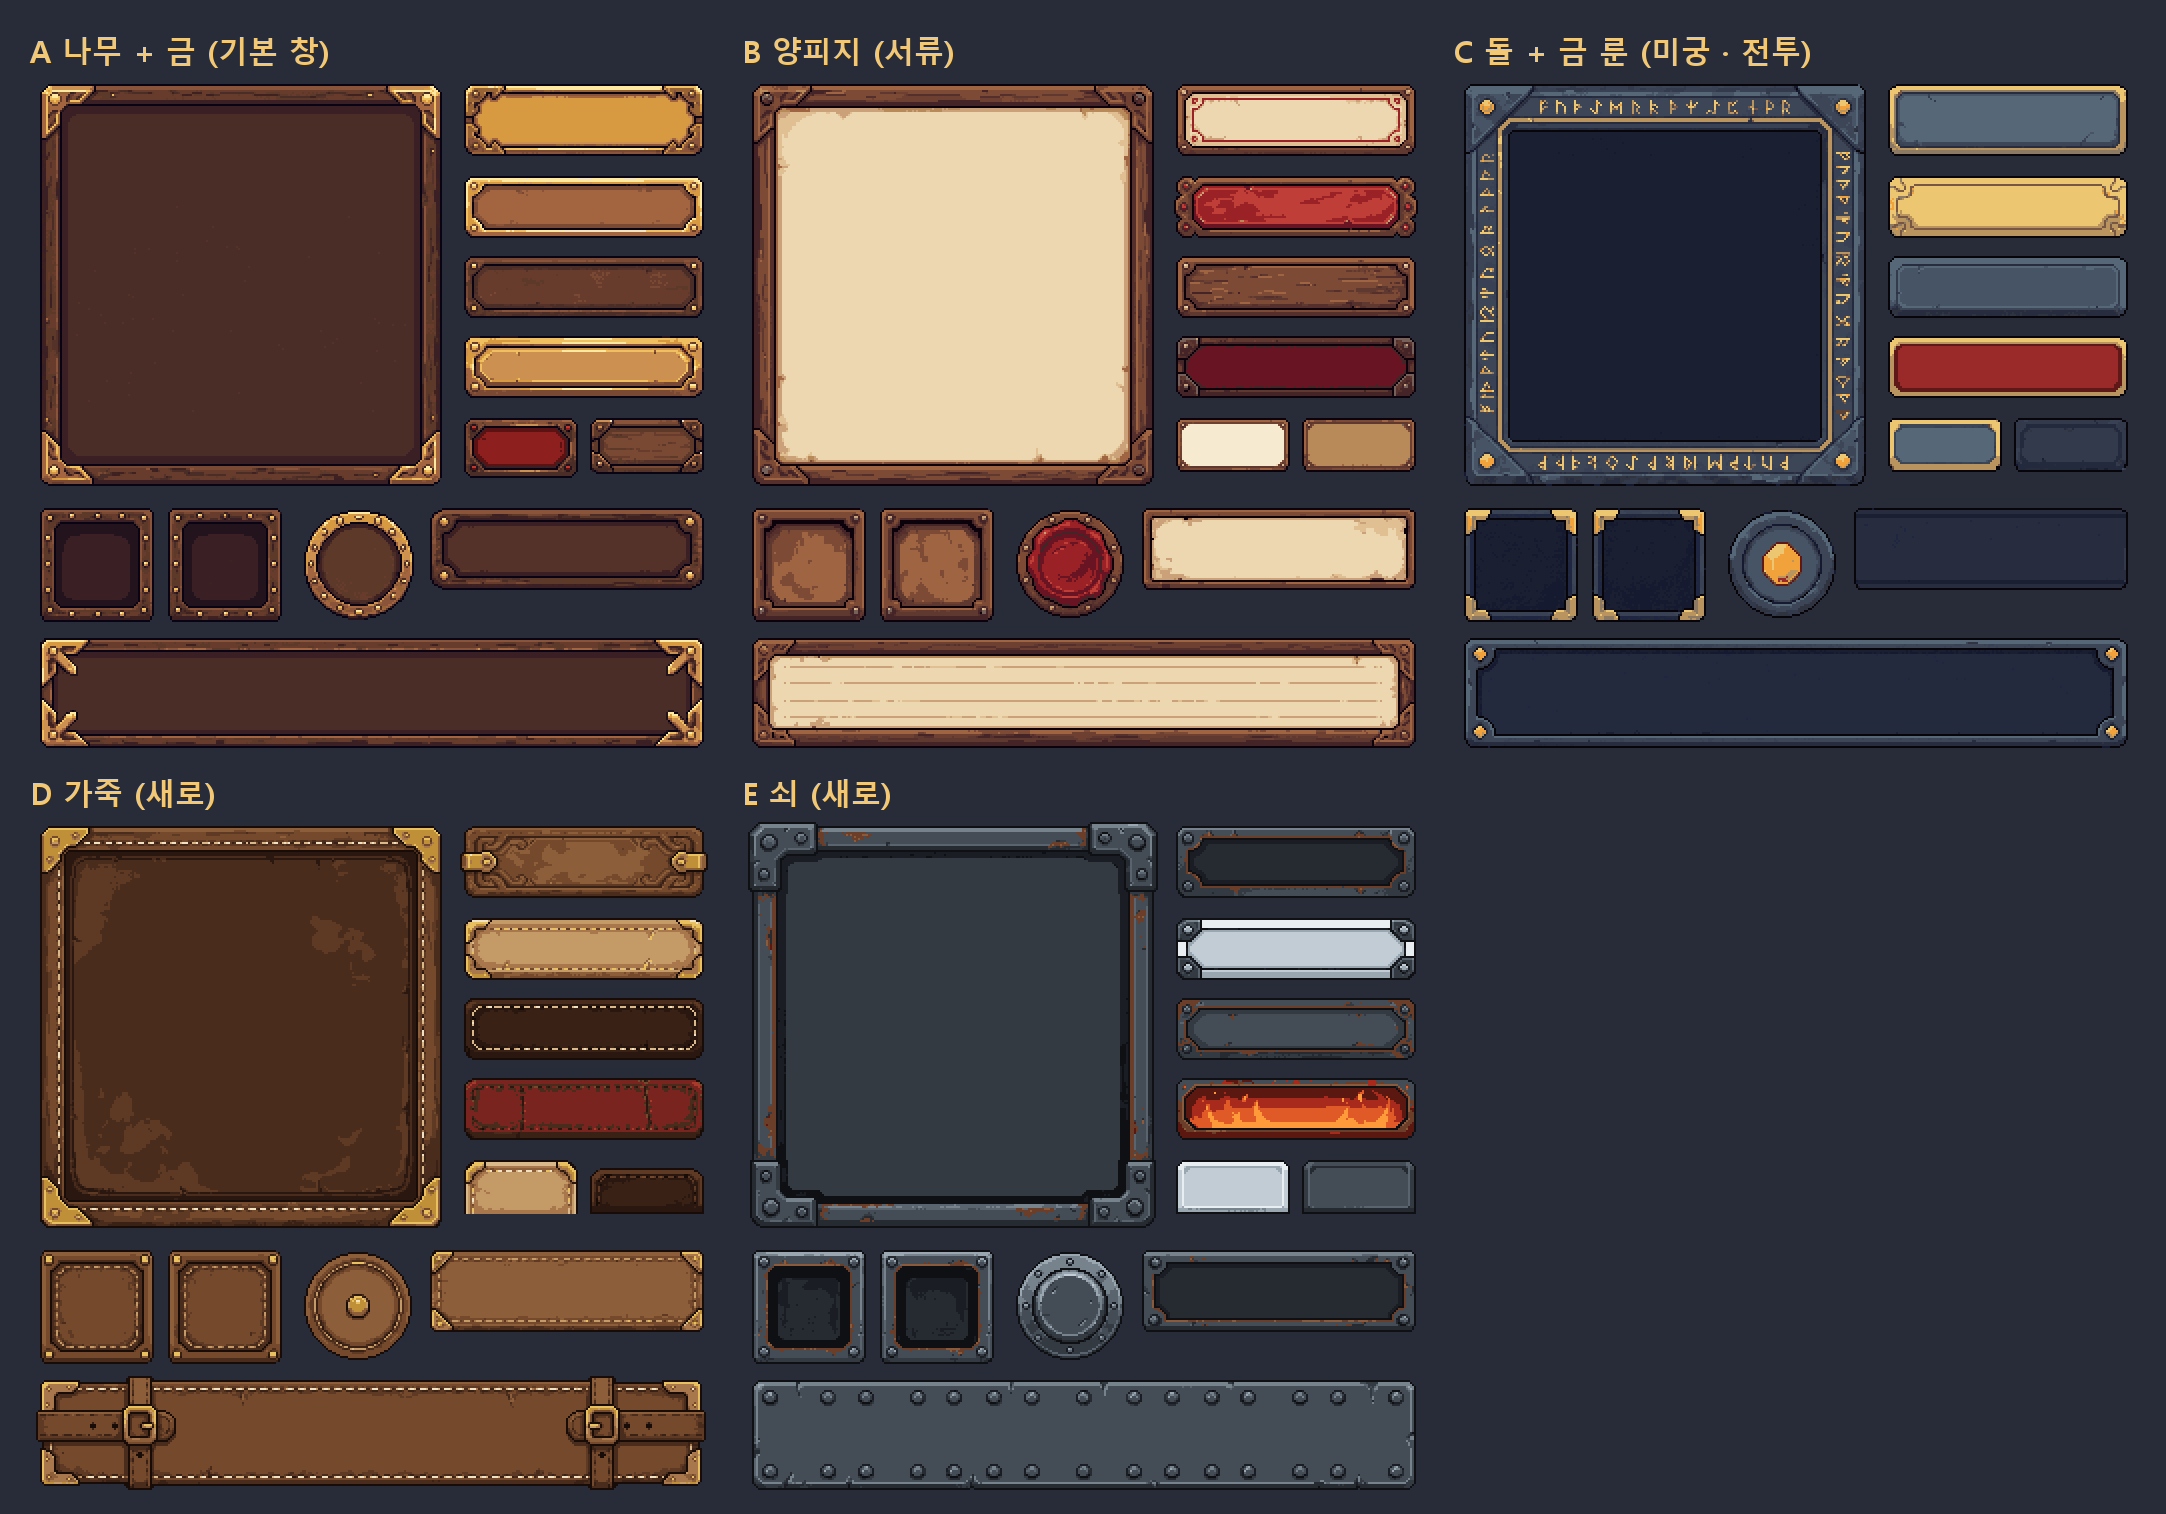 A 나무 + 금 (기본 창)
B 양피지 (서류)
C 돌 + 금 룬 (미궁 · 전투)
D 가죽 (새로)
E 쇠 (새로)